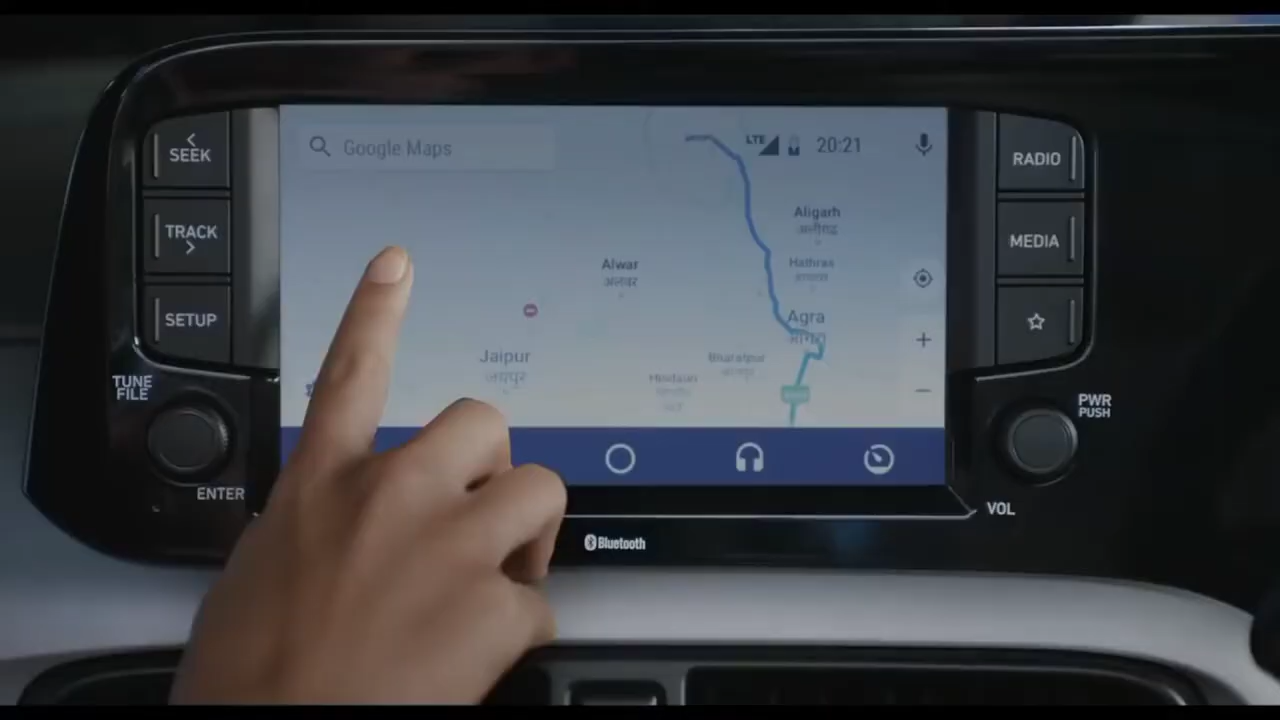 < SEEK
TRACK >
SETUP
TUNE
FILE
ENTER
Google Maps
LTE
20:21
Aligarh
अलीगढ़
Hathras
हाथरस
Alwar
अलवर
Agra
आगरा
Jaipur
जयपुर
Bharatpur
Hindaun
RADIO
MEDIA
PWR
PUSH
VOL
Bluetooth